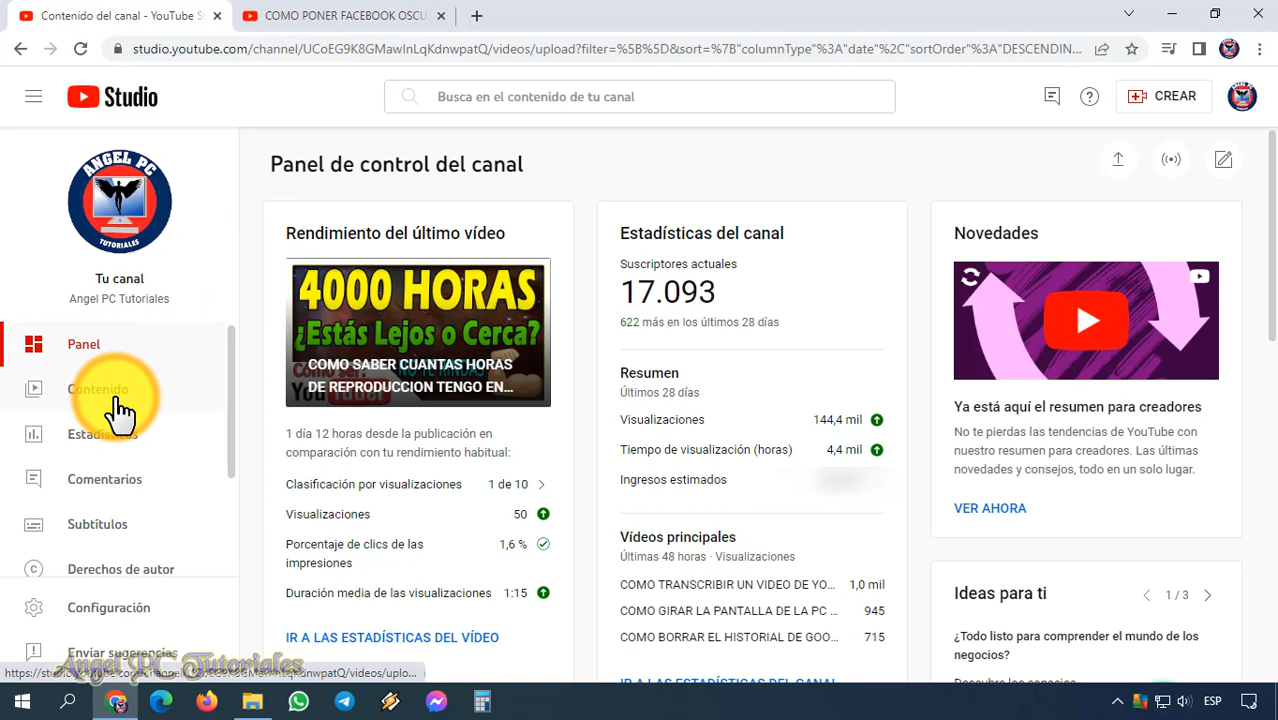 Contenido del canal - YouTube S
COMO PONER FACEBOOK OSCU
studio.youtube.com/channel/UCoEG9K8GMawInLqKdnwpatQ/videos/upload?filter=%5B%5D&sort=%7B"columnType"%3A"date"%2C"sortOrder"%3A"DESCENDIN...
Studio
Busca en el contenido de tu canal
CREAR
ANGEL PC
TUTORIALES
Tu canal
Angel PC Tutoriales
Panel
Contenido
Estadísticas
Comentarios
Subtítulos
Derechos de autor
Configuración
Enviar sugerencias
Panel de control del canal
Rendimiento del último vídeo
4000 HORAS
¿Estás Lejos o Cerca?
COMO SABER CUANTAS HORAS
DE REPRODUCCION TENGO EN...
1 día 12 horas desde la publicación en
comparación con tu rendimiento habitual:
Clasificación por visualizaciones 1 de 10
Visualizaciones 50
Porcentaje de clics de las
impresiones 1,6 %
Duración media de las visualizaciones 1:15
IR A LAS ESTADÍSTICAS DEL VÍDEO
Estadísticas del canal
Suscriptores actuales
17.093
622 más en los últimos 28 días
Resumen
Últimos 28 días
Visualizaciones 144,4 mil
Tiempo de visualización (horas) 4,4 mil
Ingresos estimados
Vídeos principales
Últimas 48 horas · Visualizaciones
COMO TRANSCRIBIR UN VIDEO DE YO... 1,0 mil
COMO GIRAR LA PANTALLA DE LA PC ... 945
COMO BORRAR EL HISTORIAL DE GOO... 715
IR A LAS ESTADÍSTICAS DEL CANAL
Novedades
Ya está aquí el resumen para creadores
No te pierdas las tendencias de YouTube con
nuestro resumen para creadores. Las últimas
novedades y consejos, todo en un solo lugar.
VER AHORA
Ideas para ti
1 / 3
¿Todo listo para comprender el mundo de los
negocios?
Angel PC Tutoriales
ESP